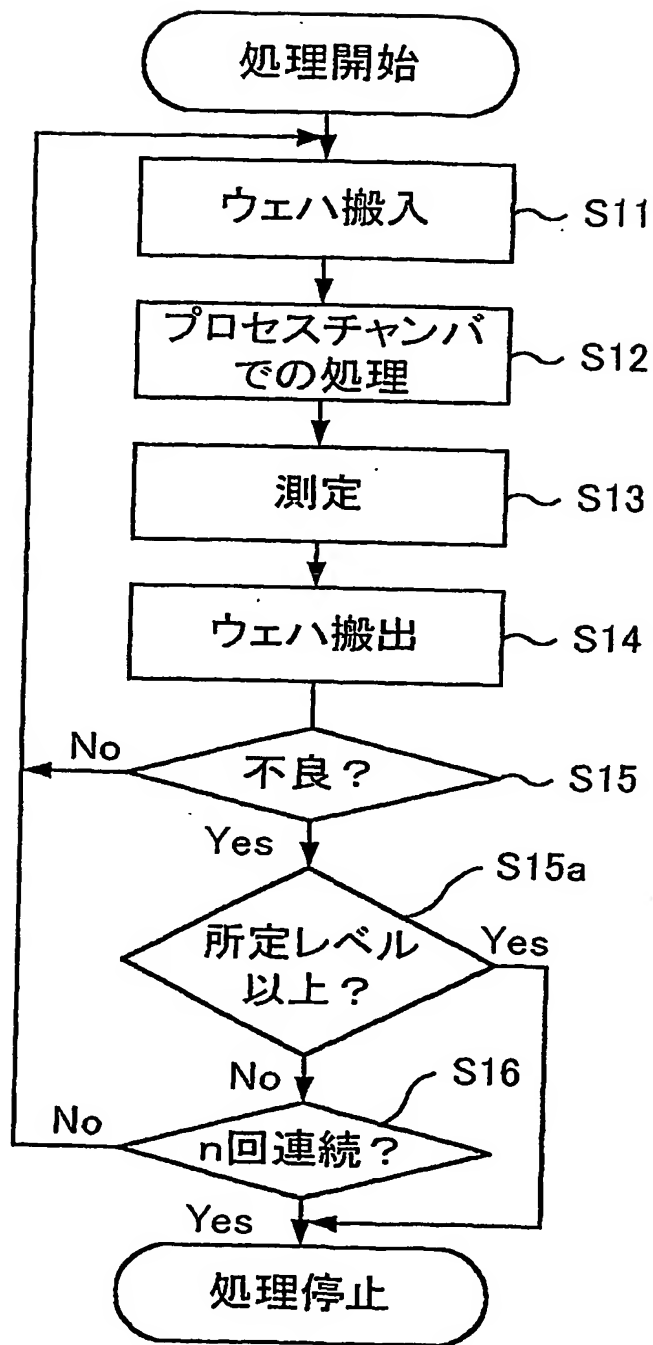 処理開始
ウェハ搬入
S11
プロセスチャンバ
での処理
S12
測定
S13
ウェハ搬出
S14
No
不良？
S15
Yes
S15a
所定レベル
以上？
Yes
No
S16
No
n回連続？
Yes
処理停止